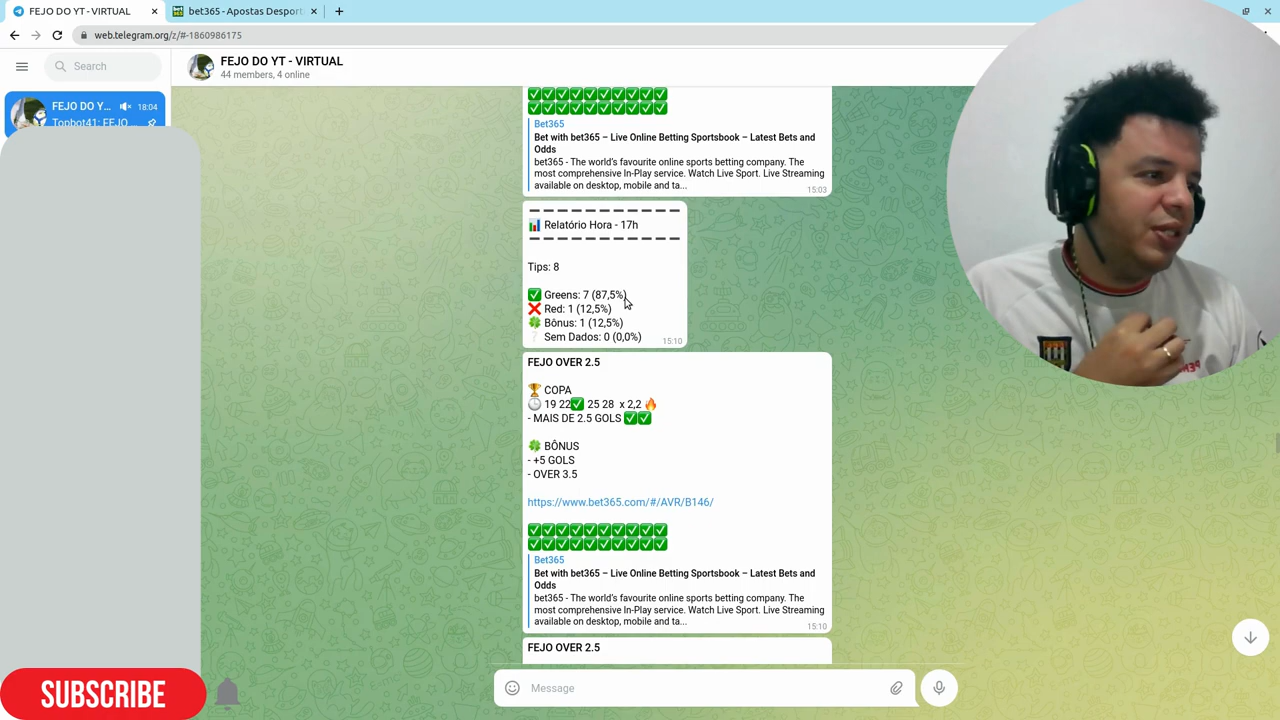 FEJO DO YT - VIRTUAL
bet365 - Apostas Desport
web.telegram.org/z/#-1860986175
Search
FEJO DO YT - VIRTUAL
44 members, 4 online
FEJO DO Y... 18:04
Topbot41: FEJO
✅✅✅✅✅✅✅✅✅✅
✅✅✅✅✅✅✅✅✅✅
Bet365
Bet with bet365 – Live Online Betting Sportsbook – Latest Bets and
Odds
bet365 - The world's favourite online sports betting company. The
most comprehensive In-Play service. Watch Live Sport. Live Streaming
available on desktop, mobile and ta...
15:03
📊 Relatório Hora - 17h
Tips: 8
✅ Greens: 7 (87,5%)
❌ Red: 1 (12,5%)
🍀 Bônus: 1 (12,5%)
❔ Sem Dados: 0 (0,0%)
15:10
FEJO OVER 2.5
🏆 COPA
🕒 19 22✅ 25 28 x 2,2 🔥
- MAIS DE 2.5 GOLS ✅✅
🍀 BÔNUS
- +5 GOLS
- OVER 3.5
https://www.bet365.com/#/AVR/B146/
✅✅✅✅✅✅✅✅✅✅
✅✅✅✅✅✅✅✅✅✅
Bet365
Bet with bet365 – Live Online Betting Sportsbook – Latest Bets and
Odds
bet365 - The world's favourite online sports betting company. The
most comprehensive In-Play service. Watch Live Sport. Live Streaming
available on desktop, mobile and ta...
15:10
FEJO OVER 2.5
Message
SUBSCRIBE